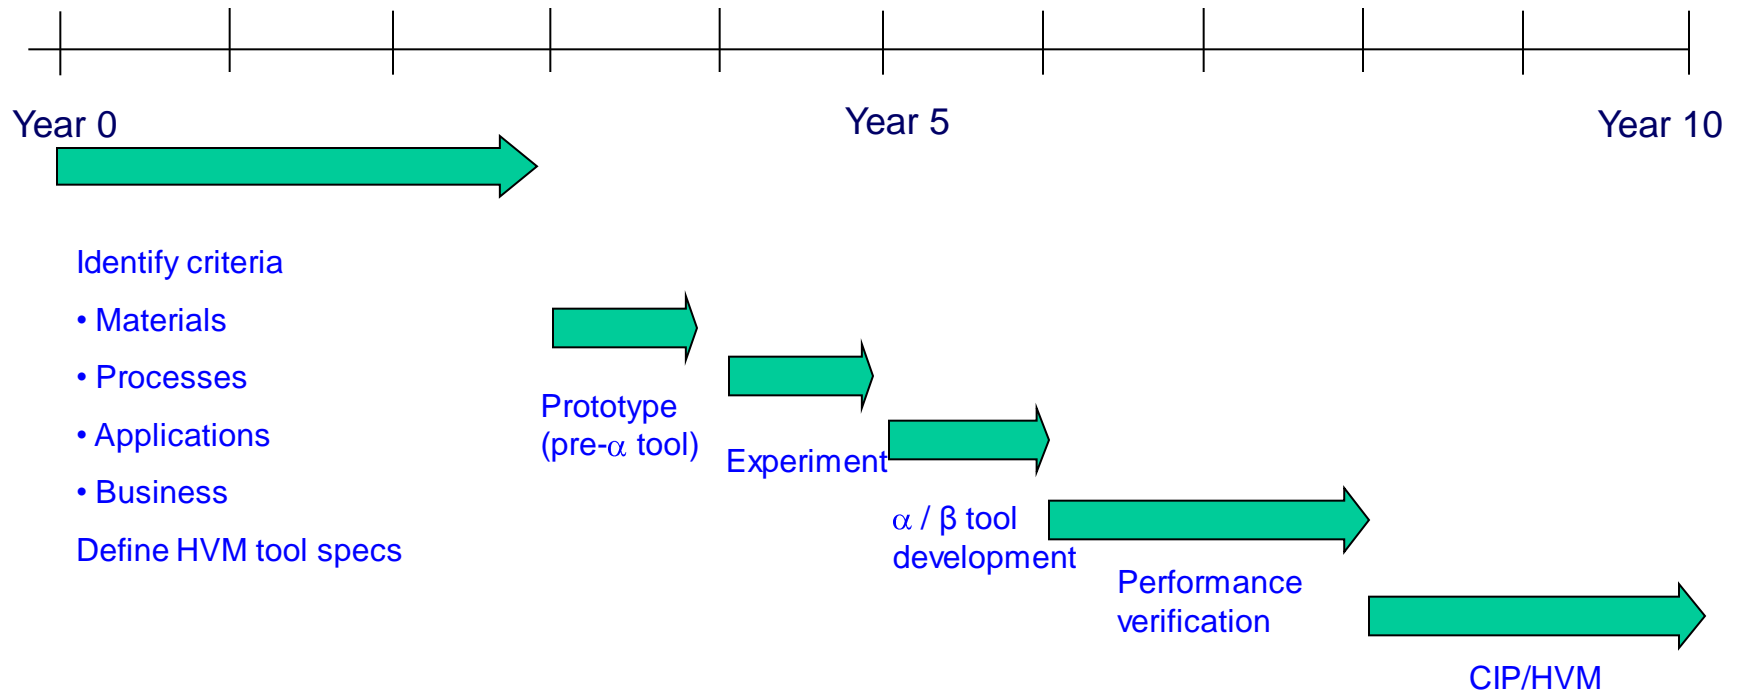 Year 0
Year 5
Year 10
Identify criteria
• Materials
• Processes
• Applications
• Business
Define HVM tool specs
Prototype
(pre-α tool)
Experiment
α / β tool
development
Performance
verification
CIP/HVM